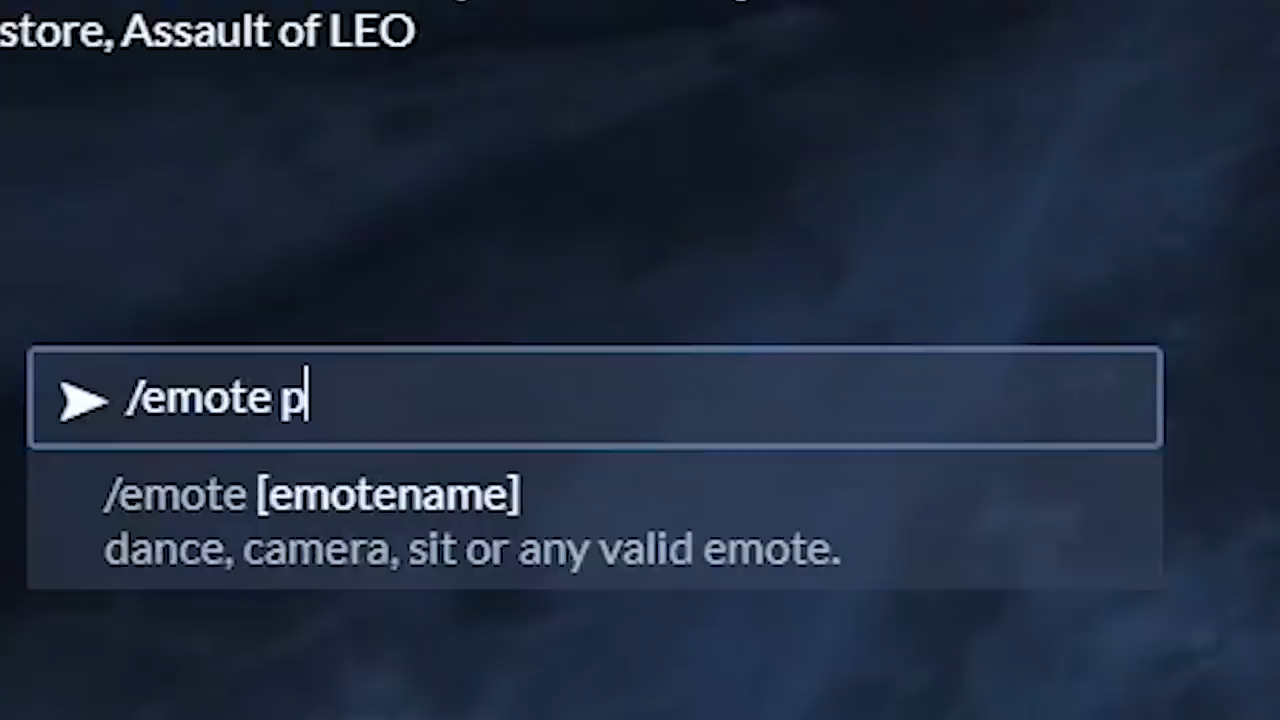 store, Assault of LEO
/emote p
/emote [emotename]
dance, camera, sit or any valid emote.